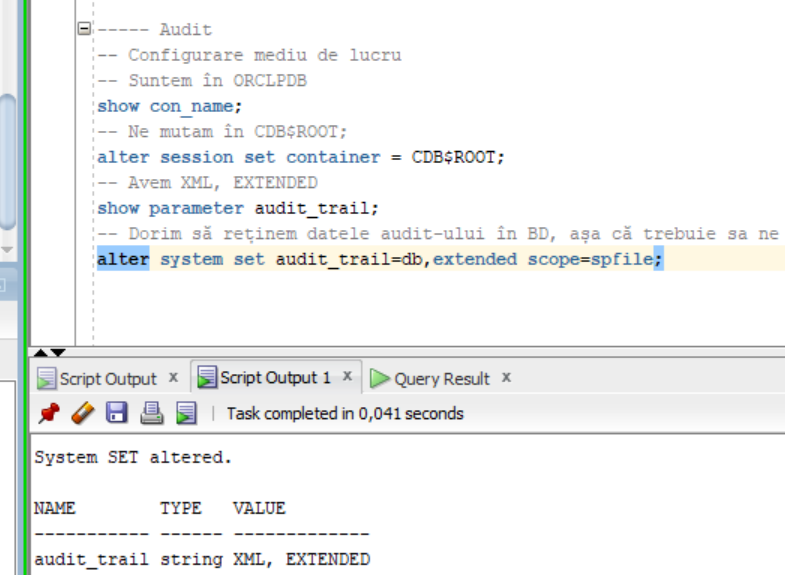 ----- Audit
-- Configurare mediu de lucru
-- Suntem în ORCLPDB
show con_name;
-- Ne mutam în CDB$ROOT;
alter session set container = CDB$ROOT;
-- Avem XML, EXTENDED
show parameter audit_trail;
-- Dorim să reținem datele audit-ului în BD, așa că trebuie sa ne
alter system set audit_trail=db,extended scope=spfile;
Script Output x Script Output 1 x Query Result x
Task completed in 0,041 seconds
System SET altered.
NAME TYPE VALUE
----------- ------ -------------
audit_trail string XML, EXTENDED